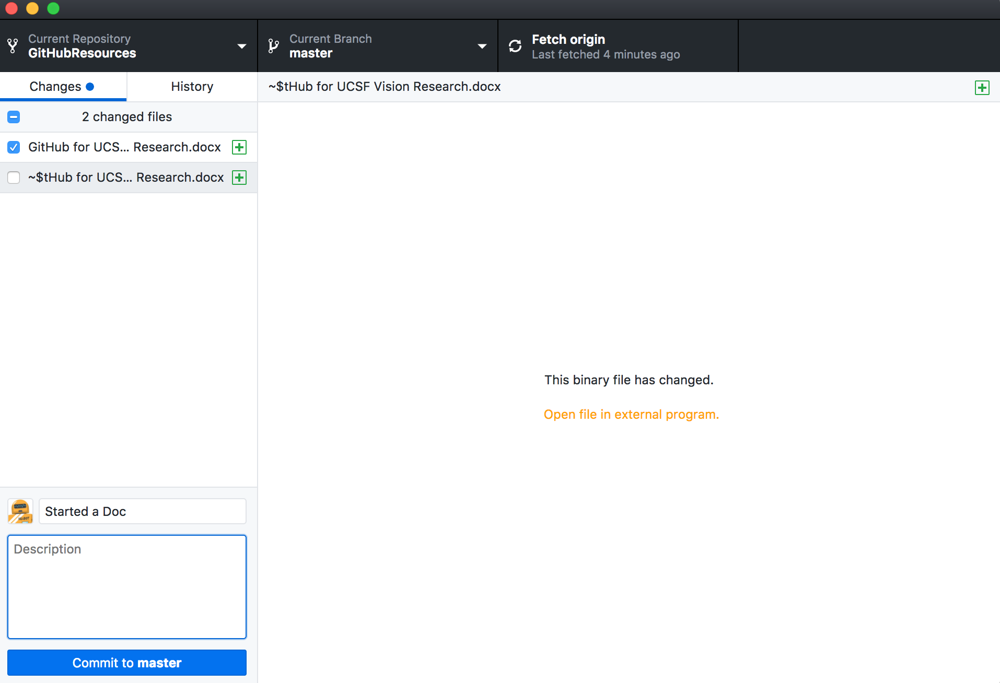 Current Repository
GitHubResources
Current Branch
master
Fetch origin
Last fetched 4 minutes ago
Changes
History
~$tHub for UCSF Vision Research.docx
2 changed files
GitHub for UCS... Research.docx
~$tHub for UCS... Research.docx
This binary file has changed.
Open file in external program.
Started a Doc
Description
Commit to master